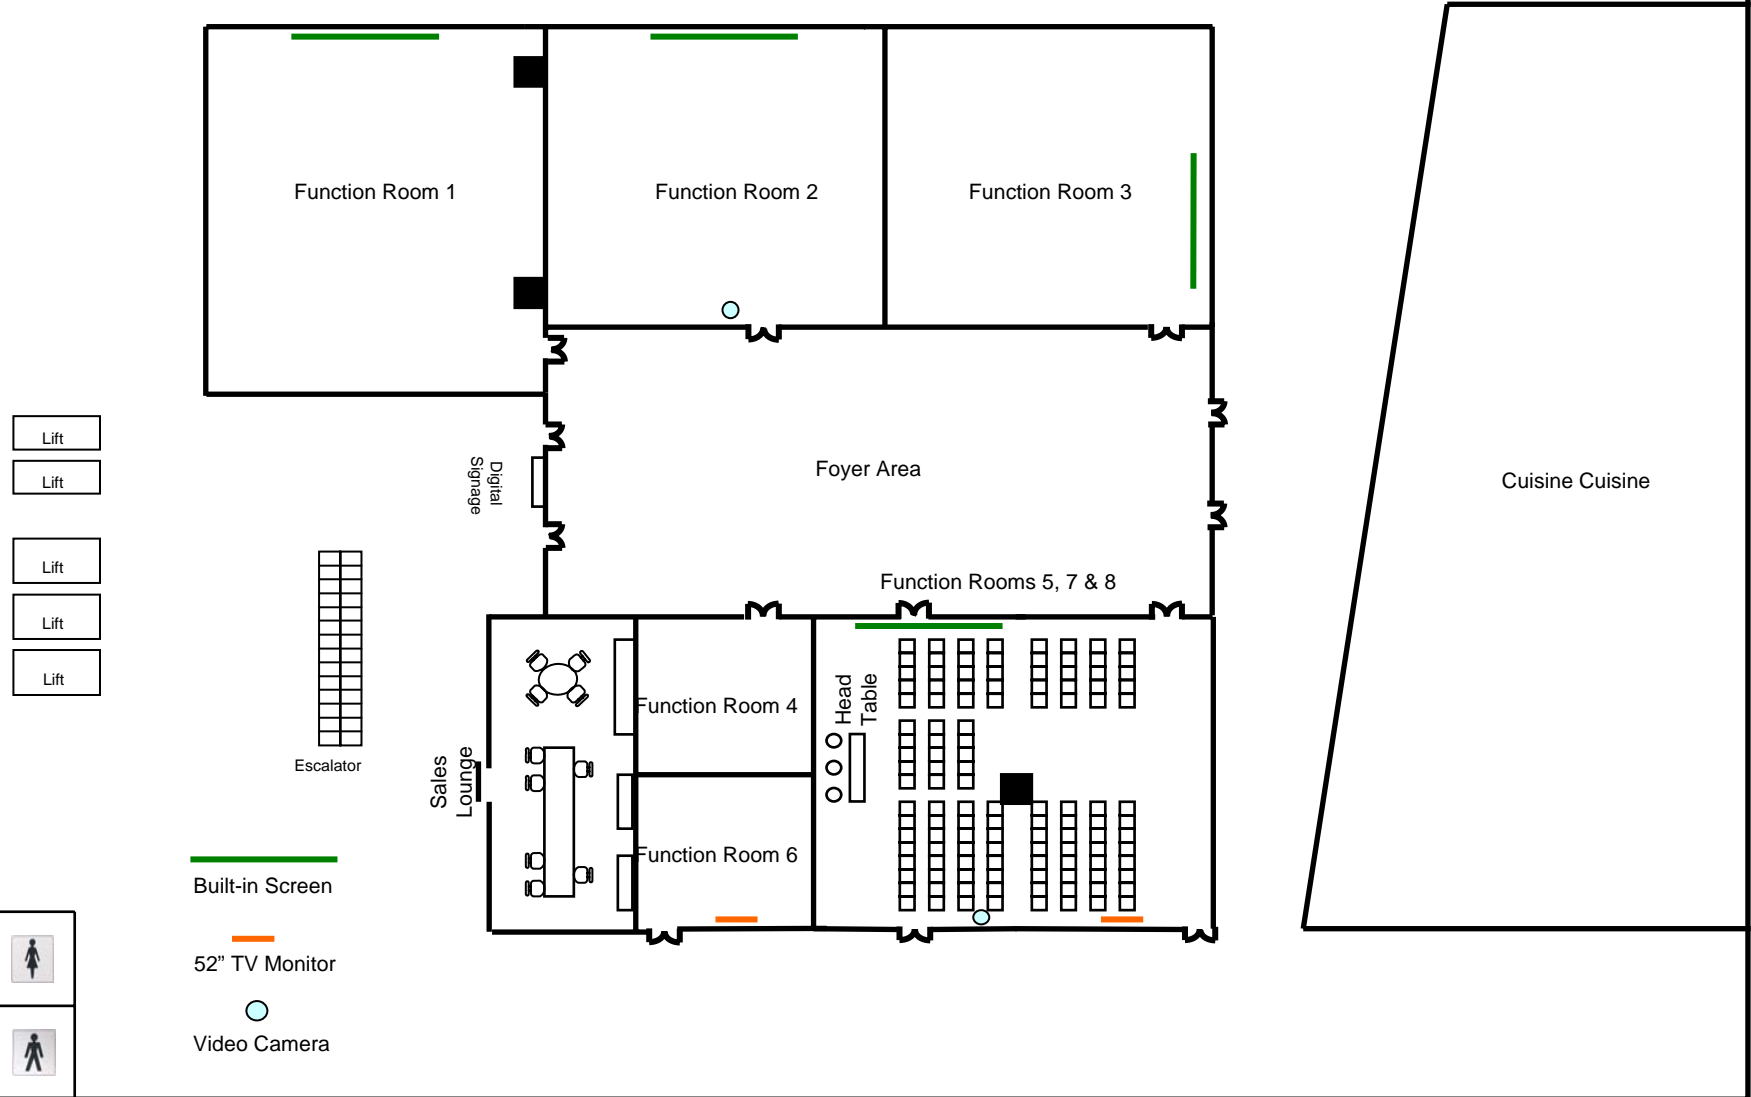 Function Room 1
Function Room 2
Function Room 3
Lift
Lift
Lift
Lift
Lift
Digital
Signage
Foyer Area
Cuisine Cuisine
Function Rooms 5, 7 & 8
Escalator
Sales
Lounge
Function Room 4
Head
Table
Function Room 6
Built-in Screen
52” TV Monitor
Video Camera